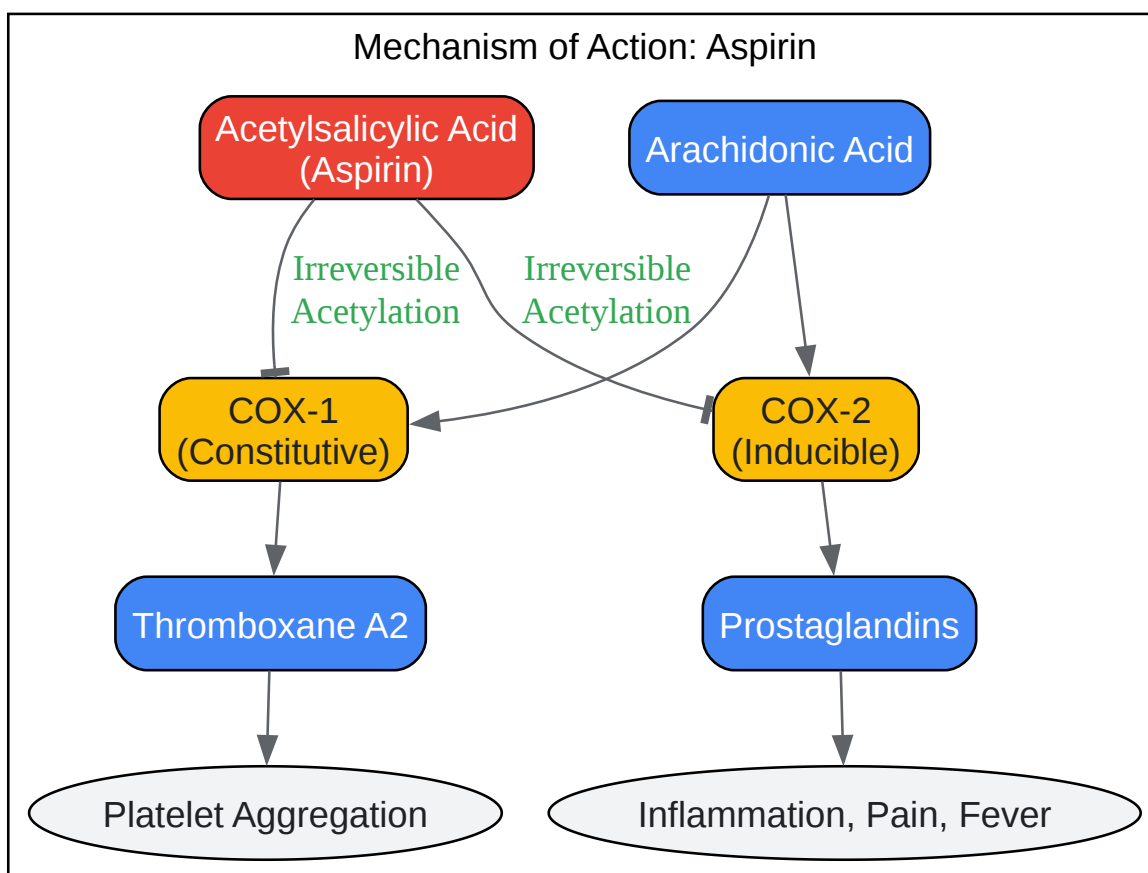 Mechanism of Action: Aspirin
Acetylsalicylic Acid
(Aspirin)
Arachidonic Acid
Irreversible
Acetylation
Irreversible
Acetylation
COX-1
(Constitutive)
COX-2
(Inducible)
Thromboxane A2
Prostaglandins
Platelet Aggregation
Inflammation, Pain, Fever